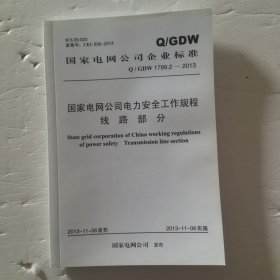 ICS 29.020
备案号：CEC 838-2014
Q/GDW
国家电网公司企业标准
Q / GDW 1799.2 — 2013
国家电网公司电力安全工作规程
线路部分
State grid corporation of China working regulations
of power safety Transmission line section
2013-11-06发布
2013-11-06实施
国家电网公司 发布